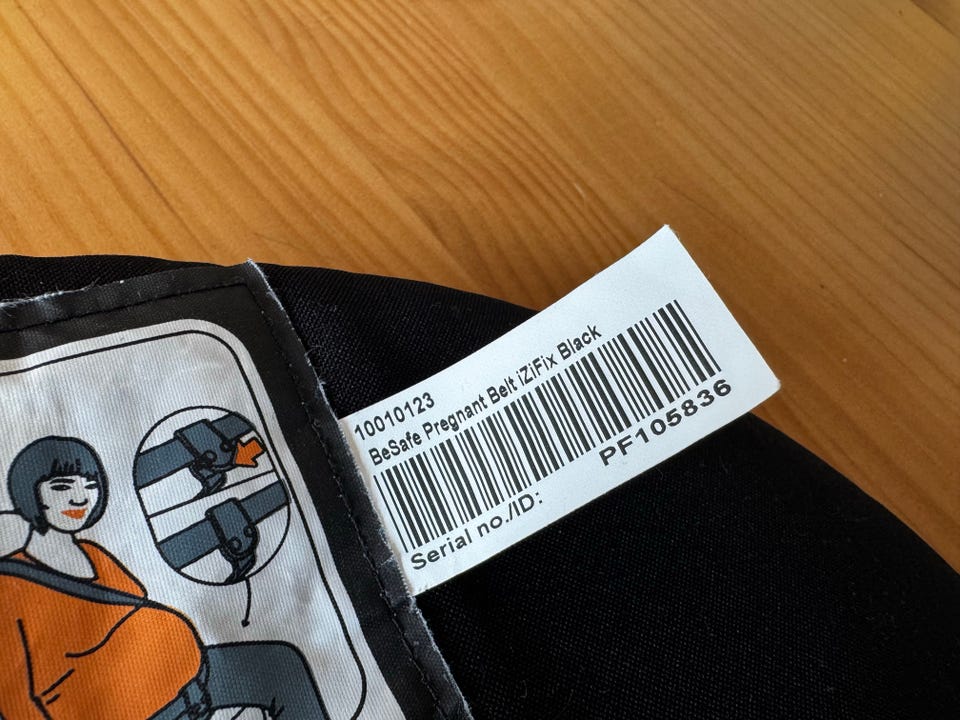 10010123
BeSafe Pregnant Belt iZiFix Black
Serial no./ID:
PF105836